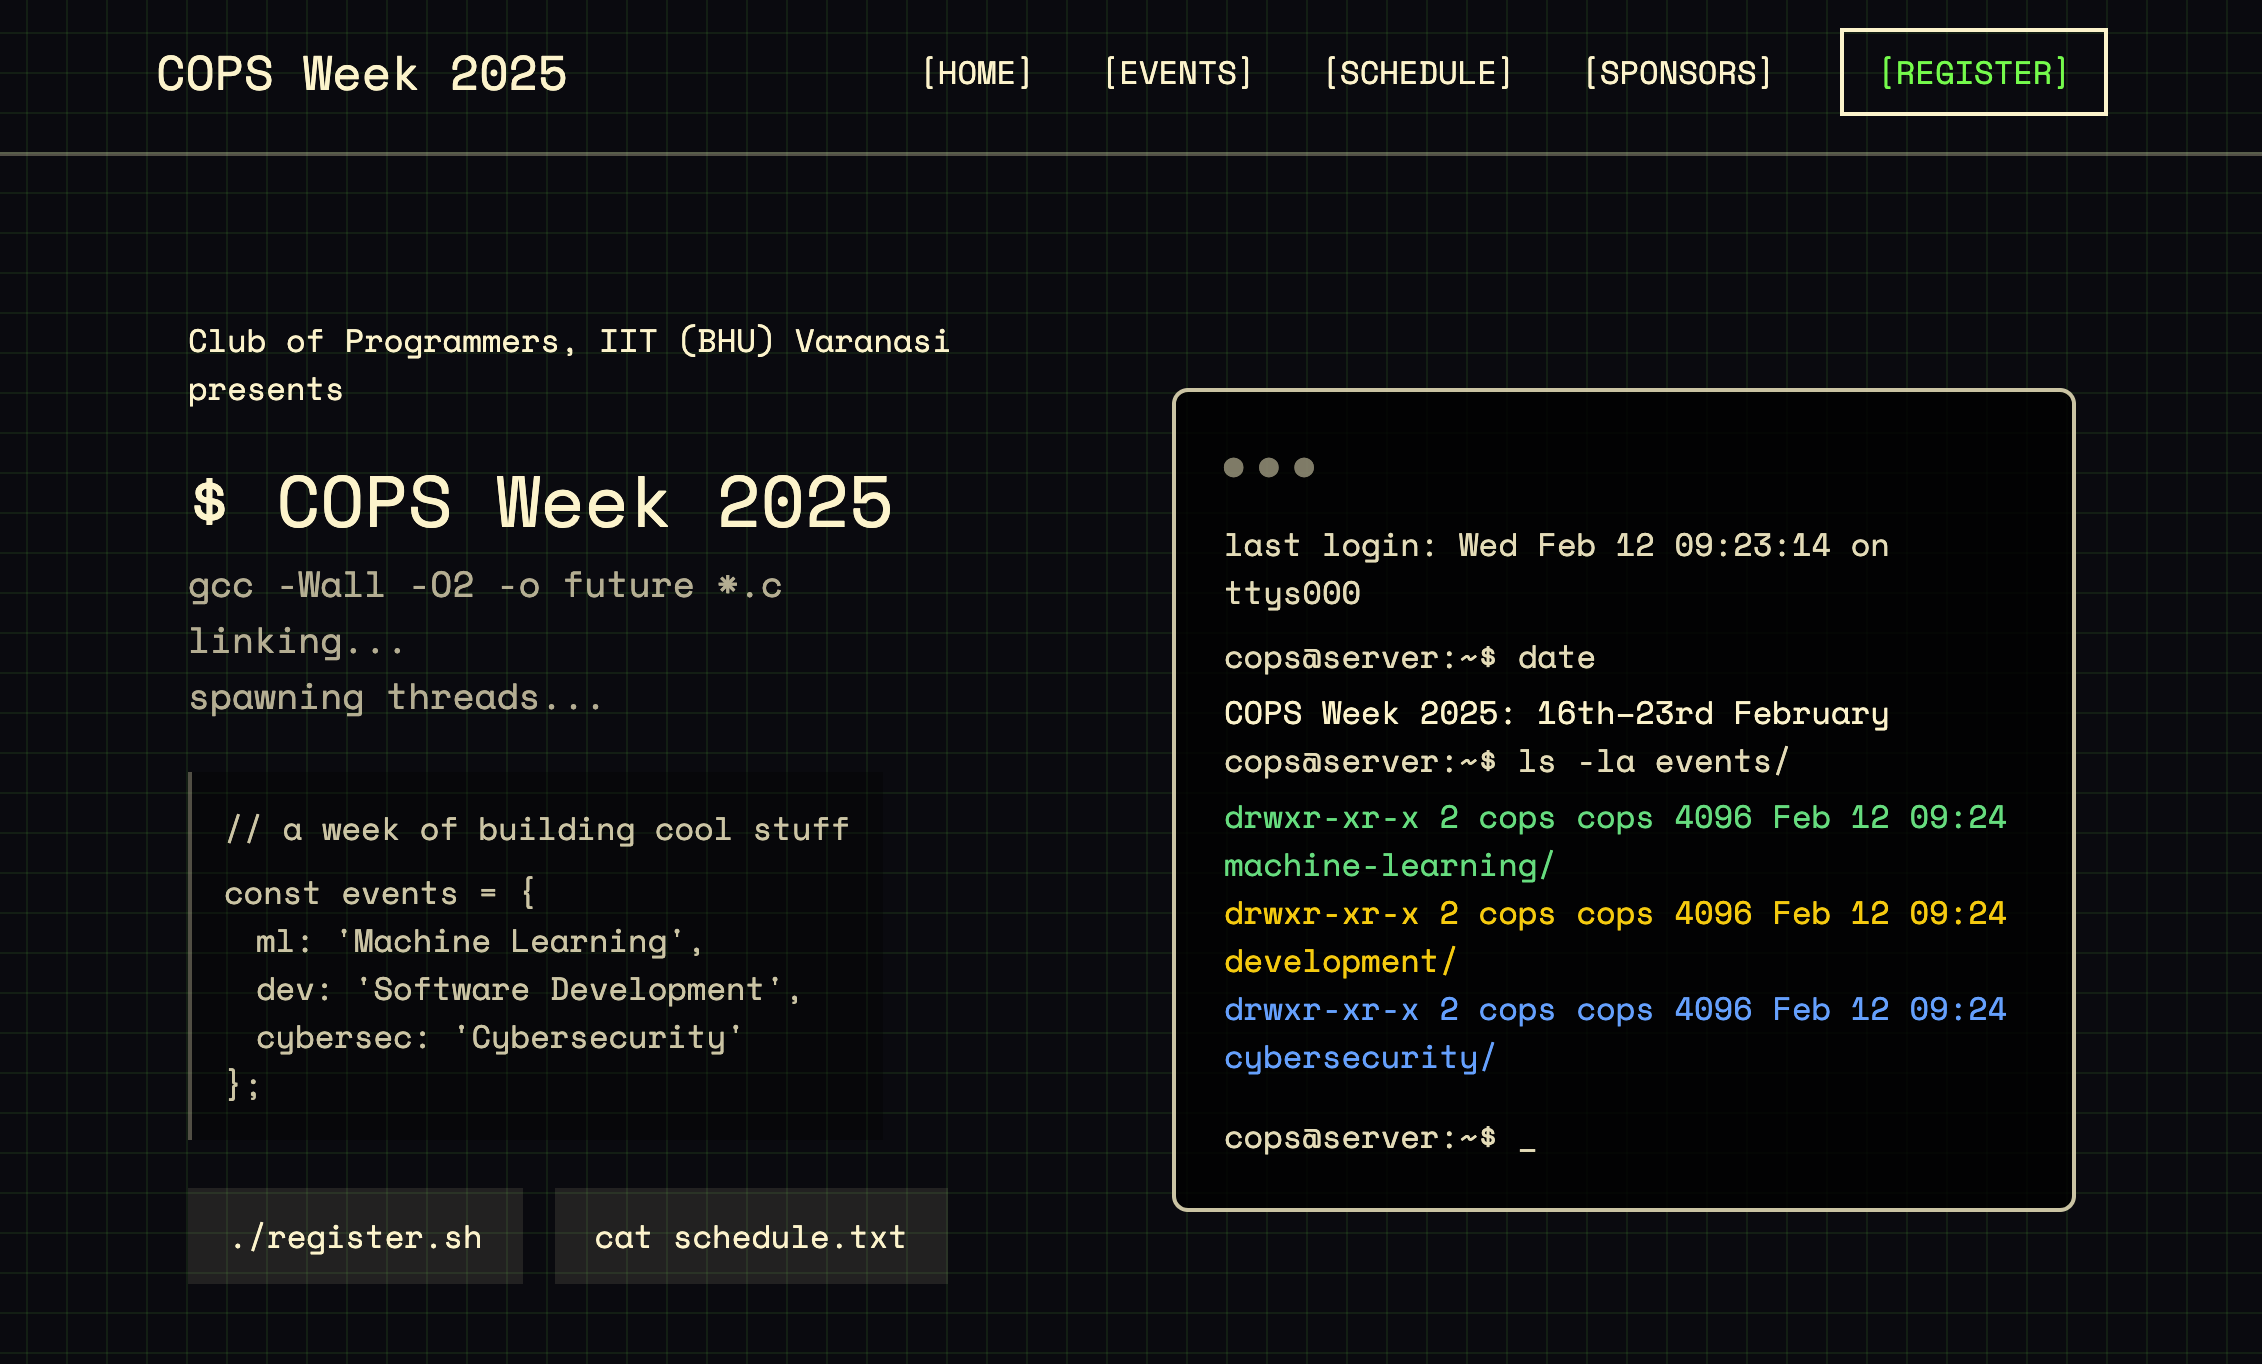 COPS Week 2025
[HOME]
[EVENTS]
[SCHEDULE]
[SPONSORS]
[REGISTER]
Club of Programmers, IIT (BHU) Varanasi
presents
$ COPS Week 2025
gcc -Wall -O2 -o future *.c
linking...
spawning threads...
// a week of building cool stuff
const events = {
ml: 'Machine Learning',
dev: 'Software Development',
cybersec: 'Cybersecurity'
};
./register.sh
cat schedule.txt
last login: Wed Feb 12 09:23:14 on
ttys000
cops@server:~$ date
COPS Week 2025: 16th–23rd February
cops@server:~$ ls -la events/
drwxr-xr-x 2 cops cops 4096 Feb 12 09:24
machine-learning/
drwxr-xr-x 2 cops cops 4096 Feb 12 09:24
development/
drwxr-xr-x 2 cops cops 4096 Feb 12 09:24
cybersecurity/
cops@server:~$ _